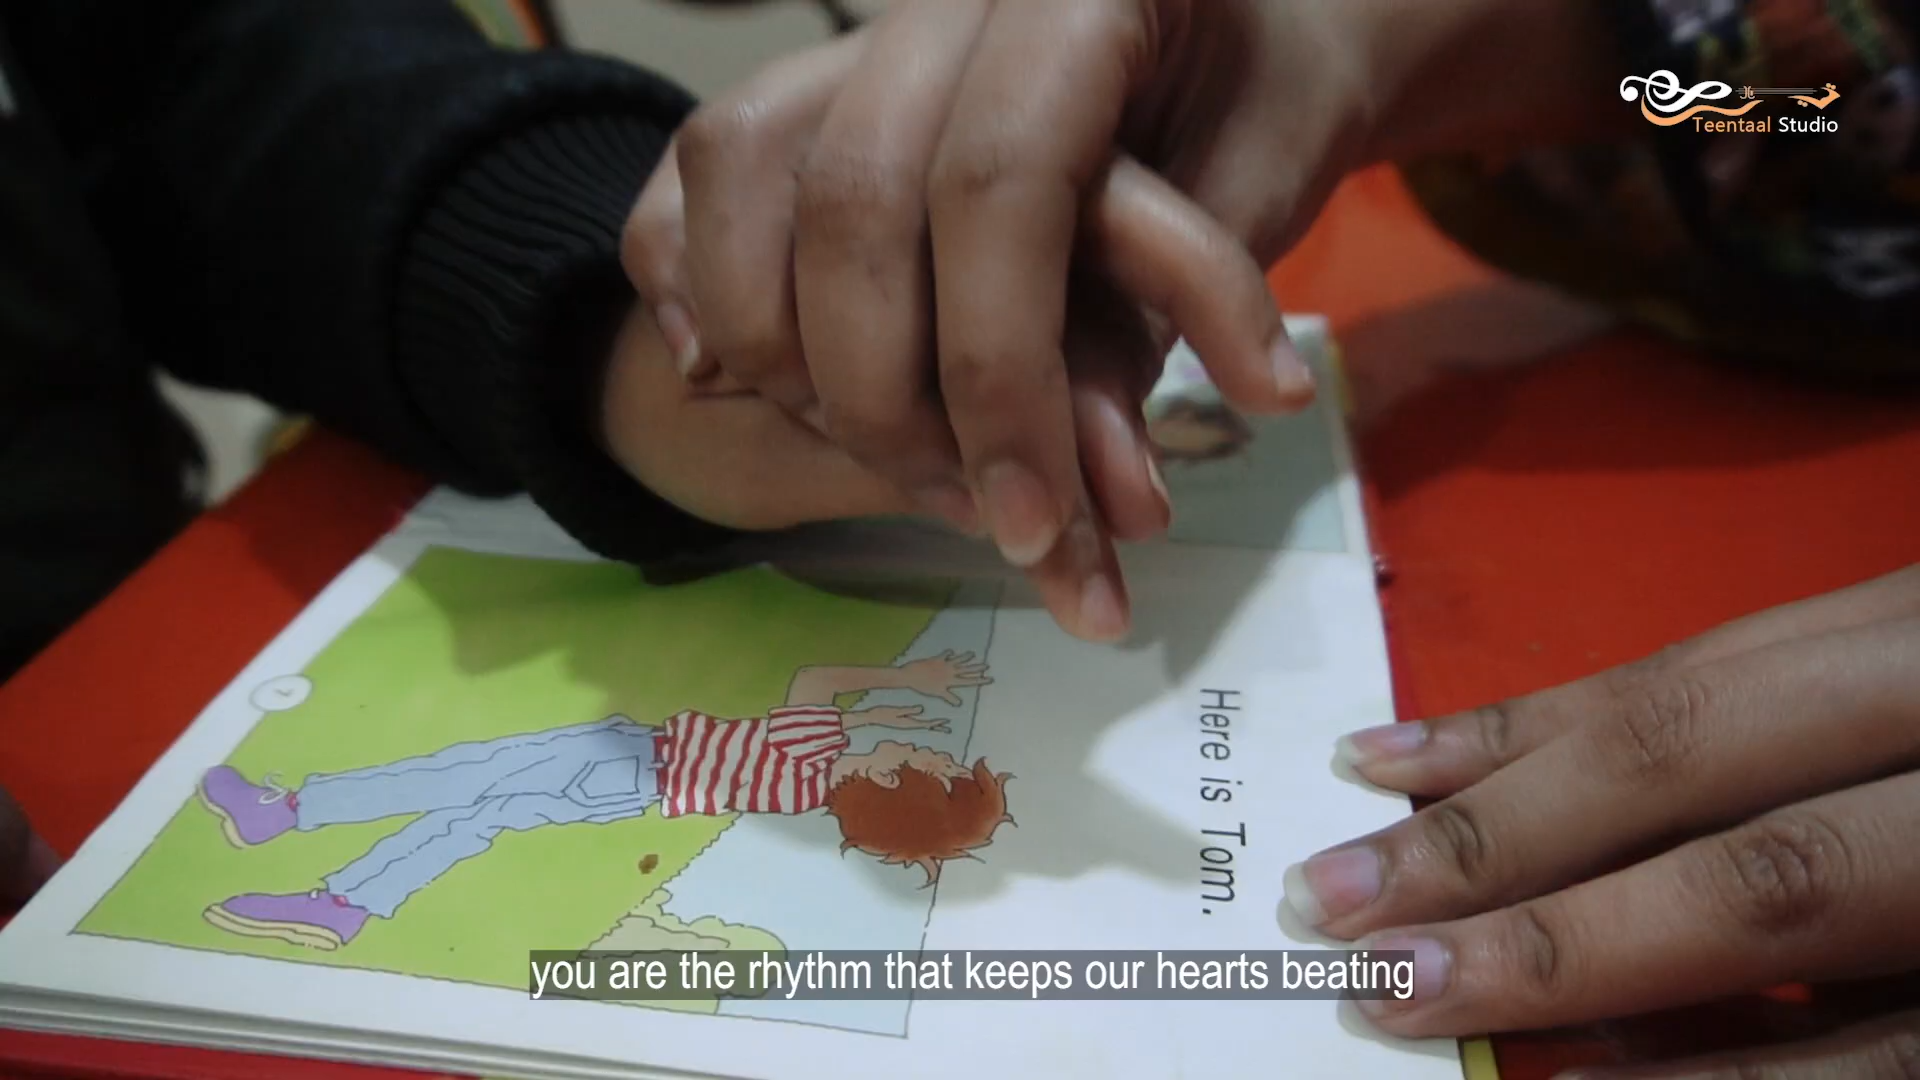 Teentaal Studio
Here is Tom.
you are the rhythm that keeps our hearts beating